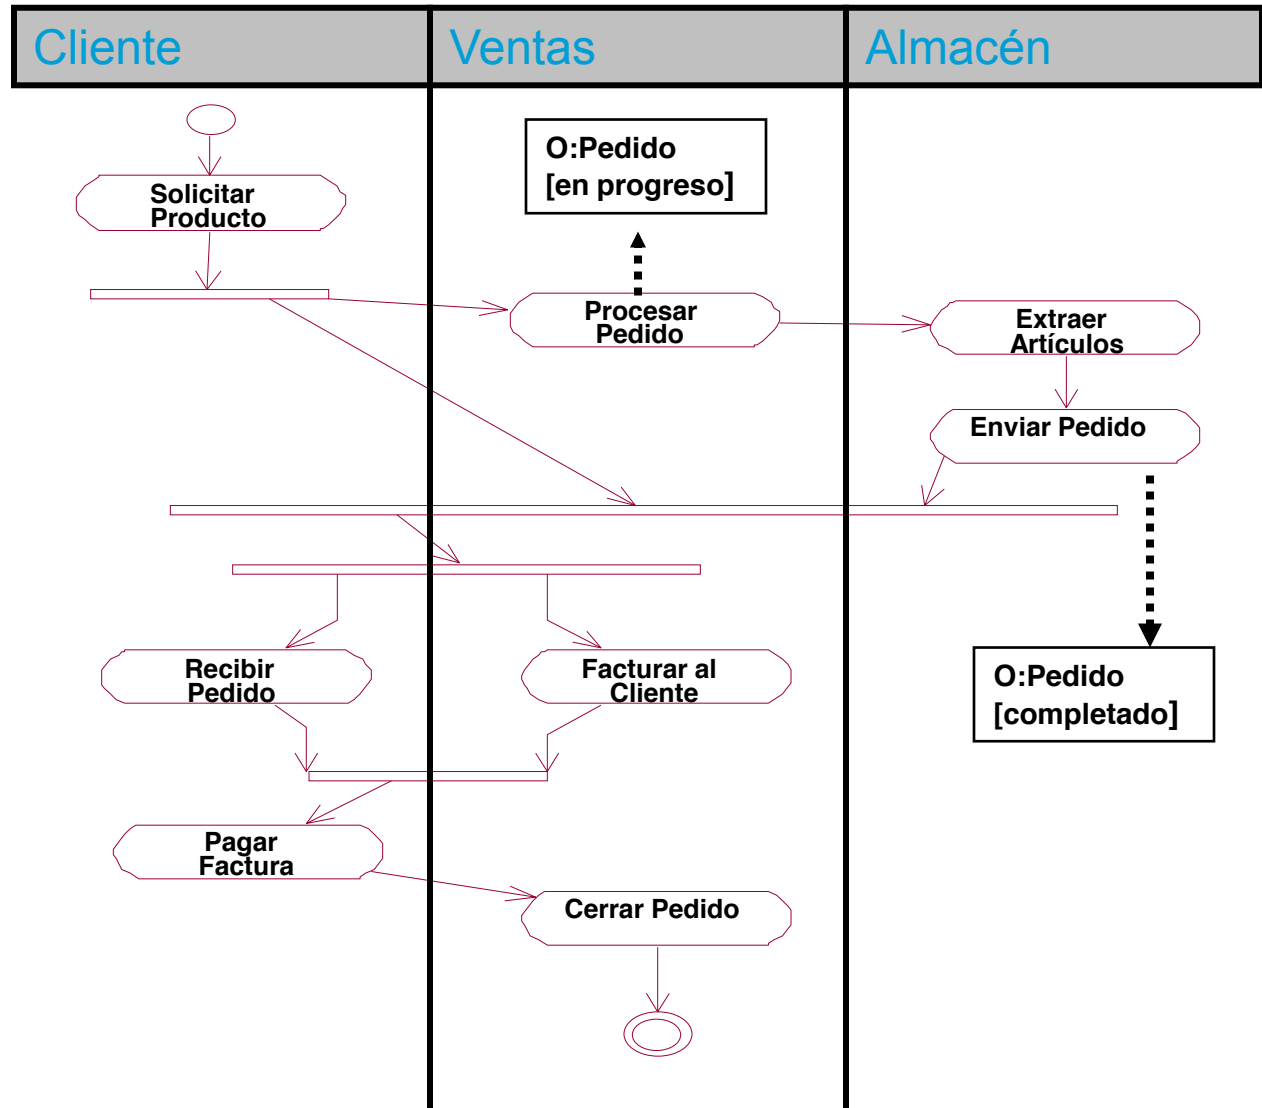 Cliente
Ventas
Almacén
O:Pedido
[en progreso]
Solicitar
Producto
Procesar
Pedido
Extraer
Artículos
Enviar Pedido
Recibir
Pedido
Facturar al
Cliente
O:Pedido
[completado]
Pagar
Factura
Cerrar Pedido